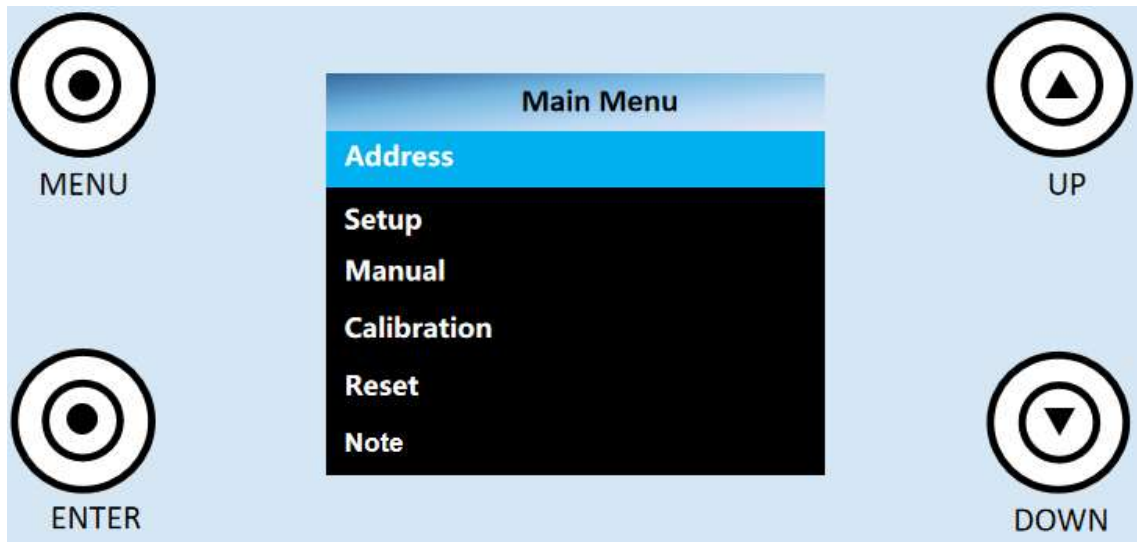 Main Menu
Address
MENU
UP
Setup
Manual
Calibration
Reset
Note
ENTER
DOWN